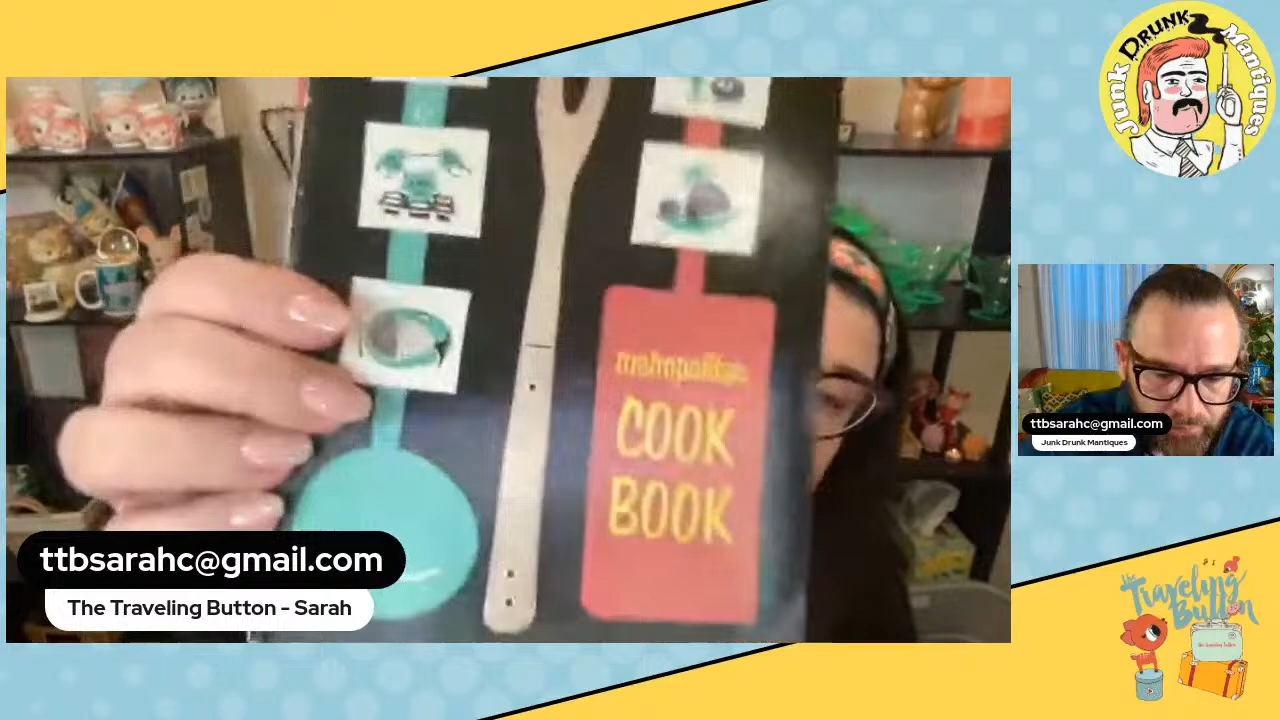 Junk Drunk Mantiques
metropolitan
COOK
BOOK
ttbsarahc@gmail.com
The Traveling Button - Sarah
ttbsarahc@gmail.com
Junk Drunk Mantiques
the Traveling
Button